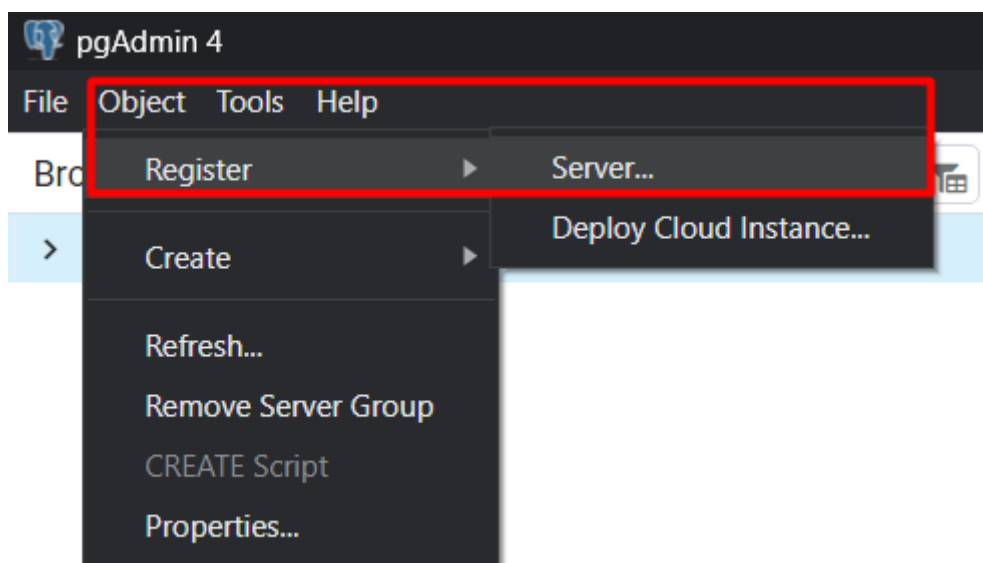 pgAdmin 4
File Object Tools Help
Bro
Register
Server...
Deploy Cloud Instance...
Create
Refresh...
Remove Server Group
CREATE Script
Properties...